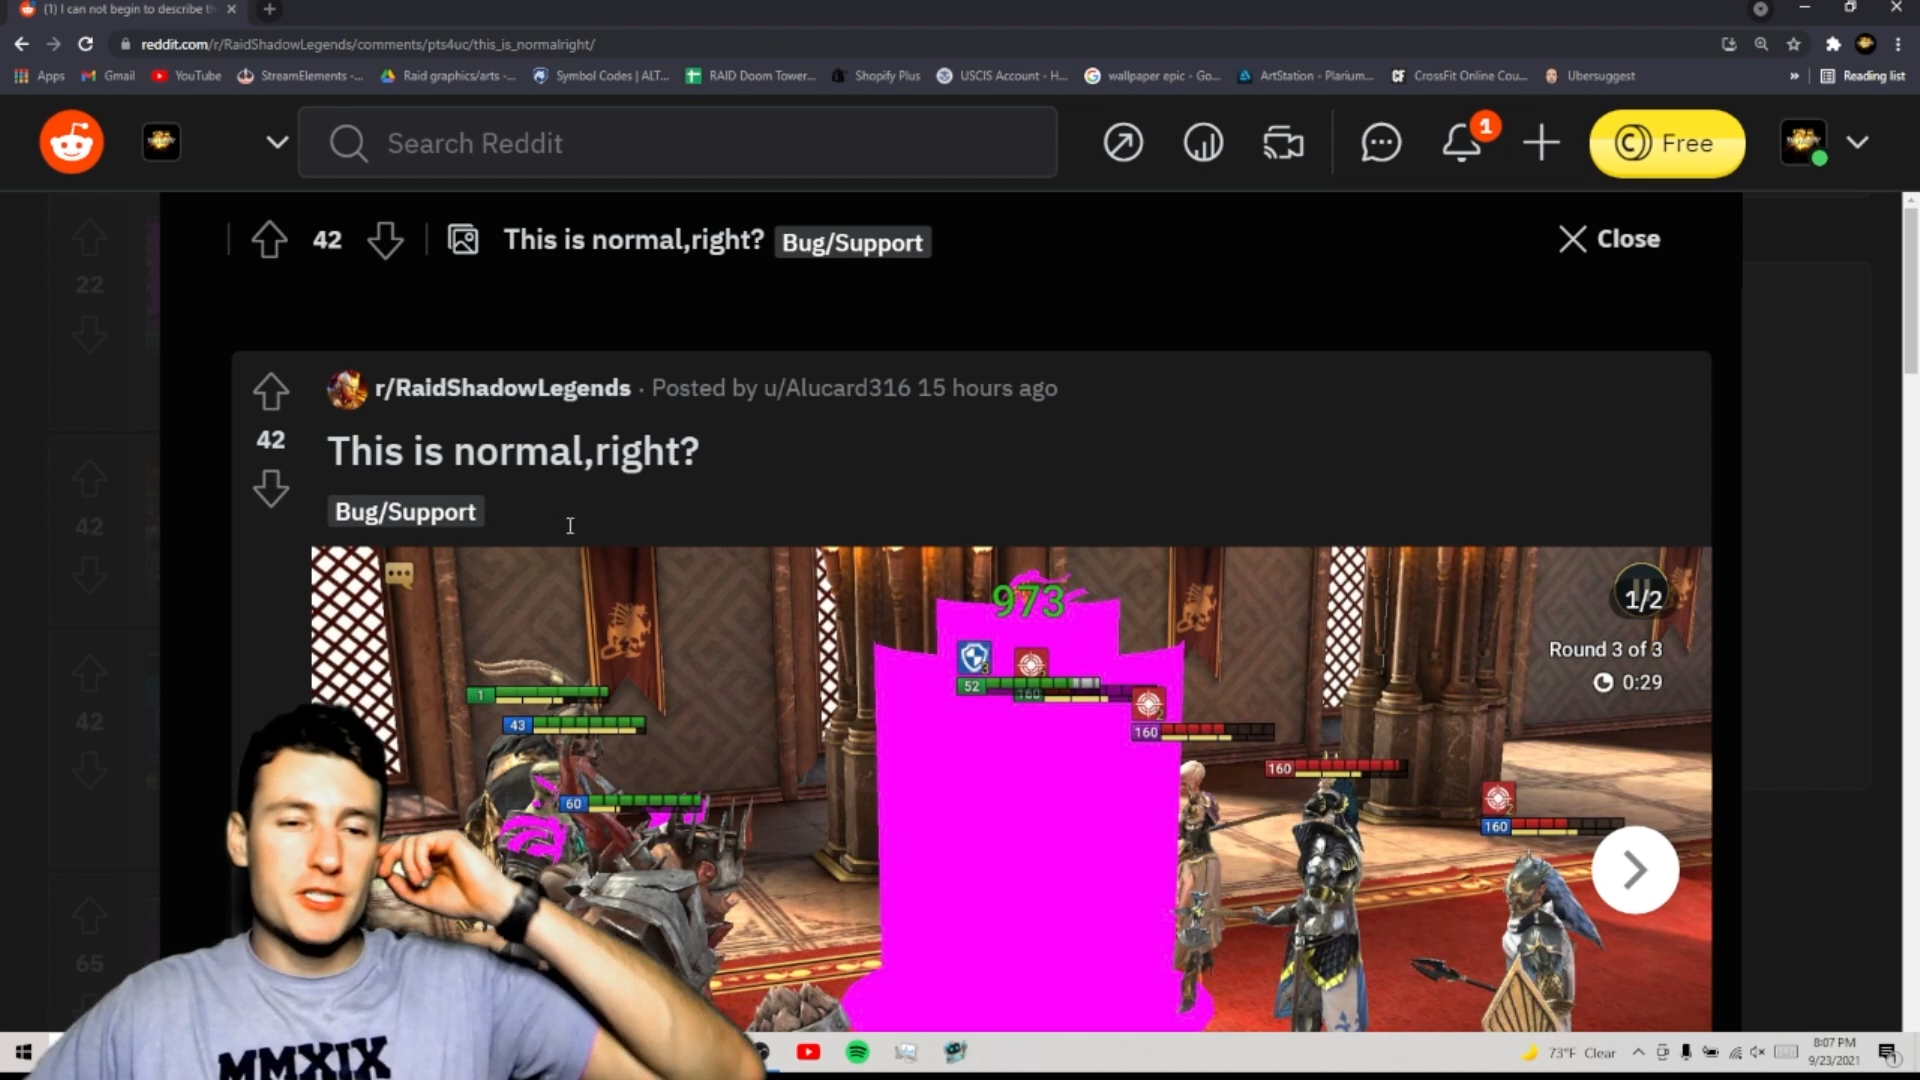 (1) I can not begin to describe th
reddit.com/r/RaidShadowLegends/comments/pts4uc/this_is_normalright/
Apps Gmail YouTube StreamElements -... Raid graphics/arts -... Symbol Codes | ALT... RAID Doom Tower... Shopify Plus USCIS Account - H... wallpaper epic - Go... ArtStation - Plarium... CrossFit Online Cou... Ubersuggest » Reading list
Search Reddit
1
Free
42 This is normal,right? Bug/Support Close
22
r/RaidShadowLegends · Posted by u/Alucard316 15 hours ago
42
This is normal,right?
Bug/Support
42
973
1/2
Round 3 of 3
0:29
1
52
160
43
160
160
60
160
42
65
MMXIX
73°F Clear
8:07 PM
9/23/2021